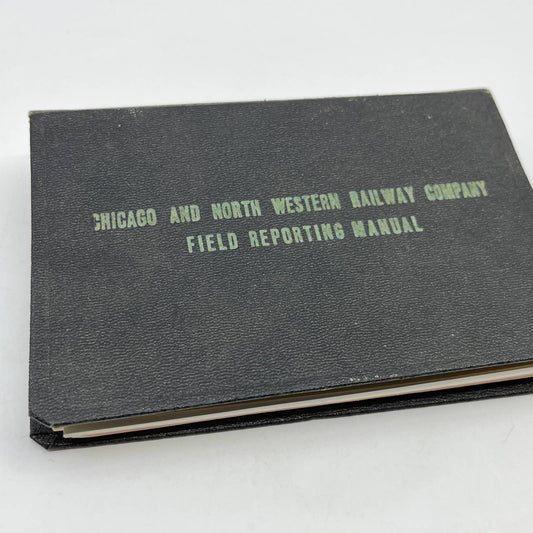 CHICAGO AND NORTH WESTERN RAILWAY COMPANY
FIELD REPORTING MANUAL